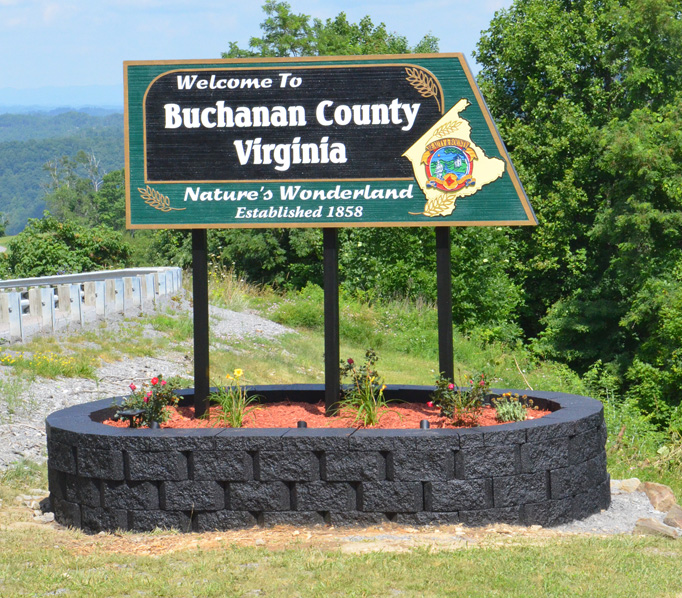 Welcome To
Buchanan County
Virginia
Nature's Wonderland
Established 1858